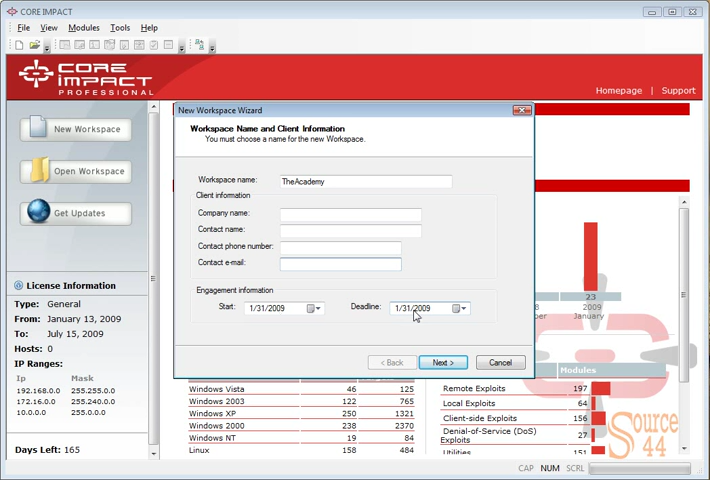 CORE IMPACT
File View Modules Tools Help
CORE
IMPACT
PROFESSIONAL
Homepage | Support
New Workspace
Open Workspace
Get Updates
License Information
Type: General
From: January 13, 2009
To: July 15, 2009
Hosts: 0
IP Ranges:
Ip Mask
192.168.0.0 255.255.0.0
172.16.0.0 255.240.0.0
10.0.0.0 255.0.0.0
Days Left: 165
New Workspace Wizard
Workspace Name and Client Information
You must choose a name for the new Workspace.
Workspace name: TheAcademy
Client information
Company name:
Contact name:
Contact phone number:
Contact e-mail:
Engagement information
Start: 1/31/2009 Deadline: 1/31/2009
< Back Next > Cancel
23
2009
January
Windows Vista 46 125
Windows 2003 122 765
Windows XP 250 1321
Windows 2000 238 2370
Windows NT 19 84
Linux 158 484
Modules
Remote Exploits 197
Local Exploits 64
Client-side Exploits 156
Denial-of-Service (DoS)
Exploits 27
Utilities 151
Source
44
CAP NUM SCRL